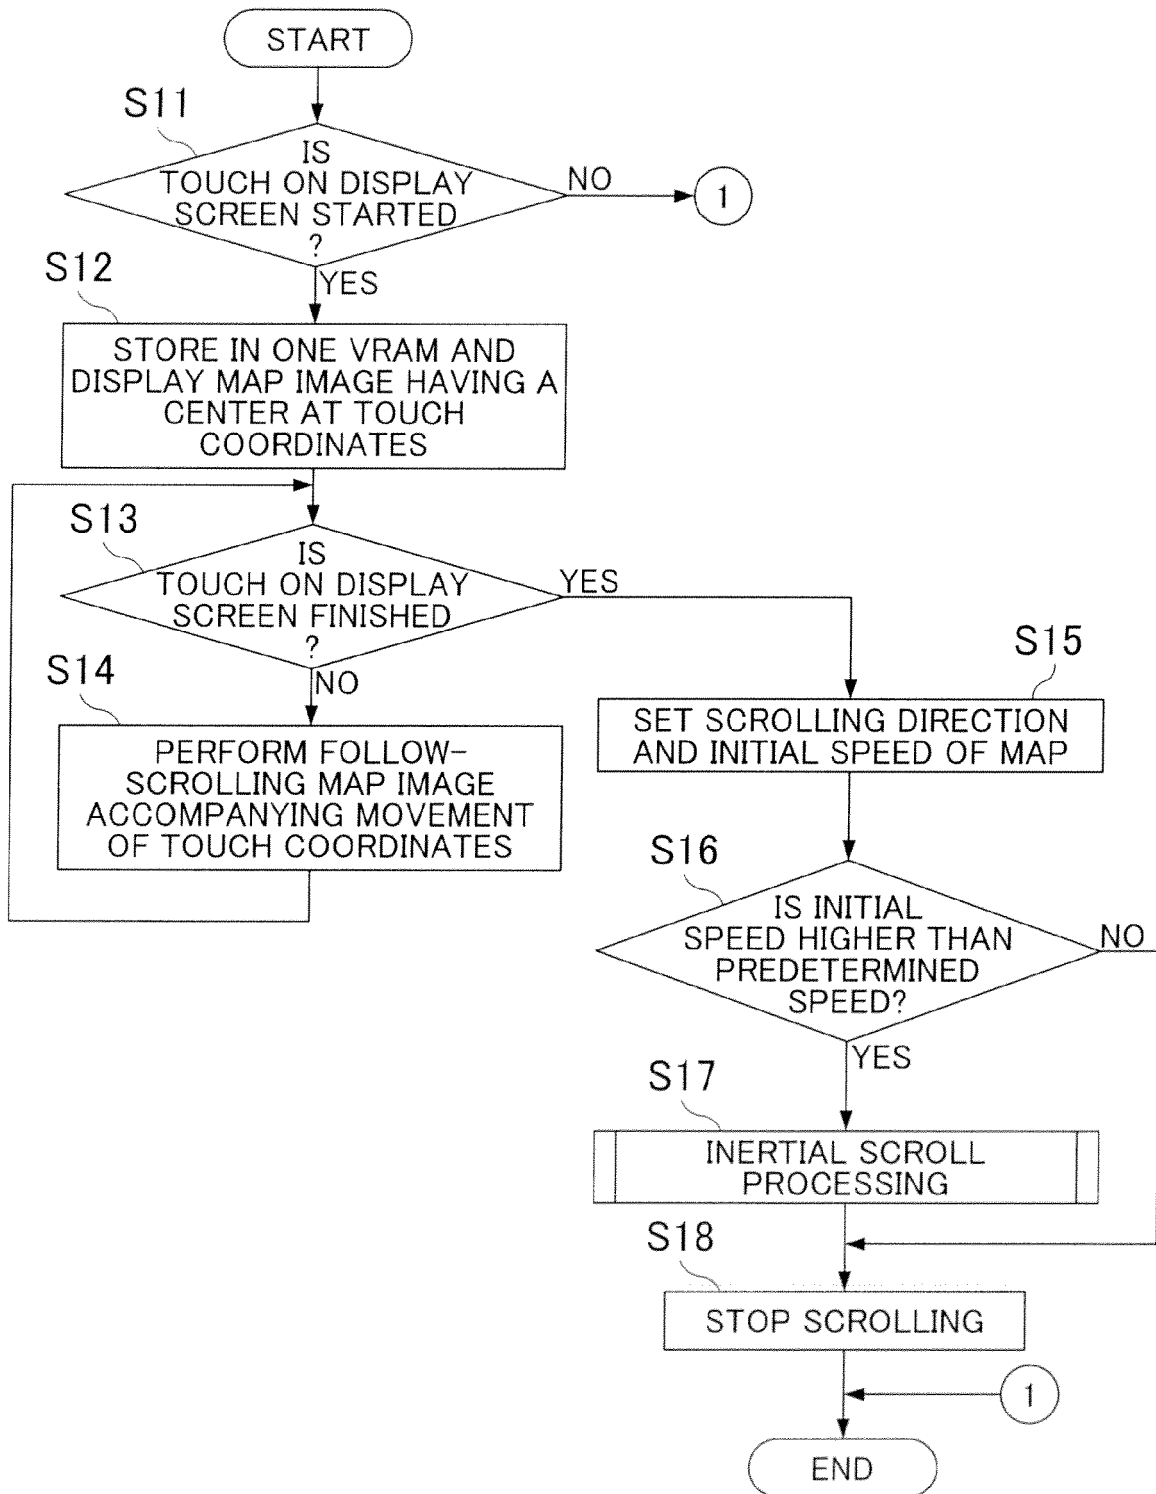 START
S11
IS
TOUCH ON DISPLAY
SCREEN STARTED
?
NO
1
YES
S12
STORE IN ONE VRAM AND
DISPLAY MAP IMAGE HAVING A
CENTER AT TOUCH
COORDINATES
S13
IS
TOUCH ON DISPLAY
SCREEN FINISHED
?
YES
NO
S14
PERFORM FOLLOW-
SCROLLING MAP IMAGE
ACCOMPANYING MOVEMENT
OF TOUCH COORDINATES
S15
SET SCROLLING DIRECTION
AND INITIAL SPEED OF MAP
S16
IS INITIAL
SPEED HIGHER THAN
PREDETERMINED
SPEED?
NO
YES
S17
INERTIAL SCROLL
PROCESSING
S18
STOP SCROLLING
1
END